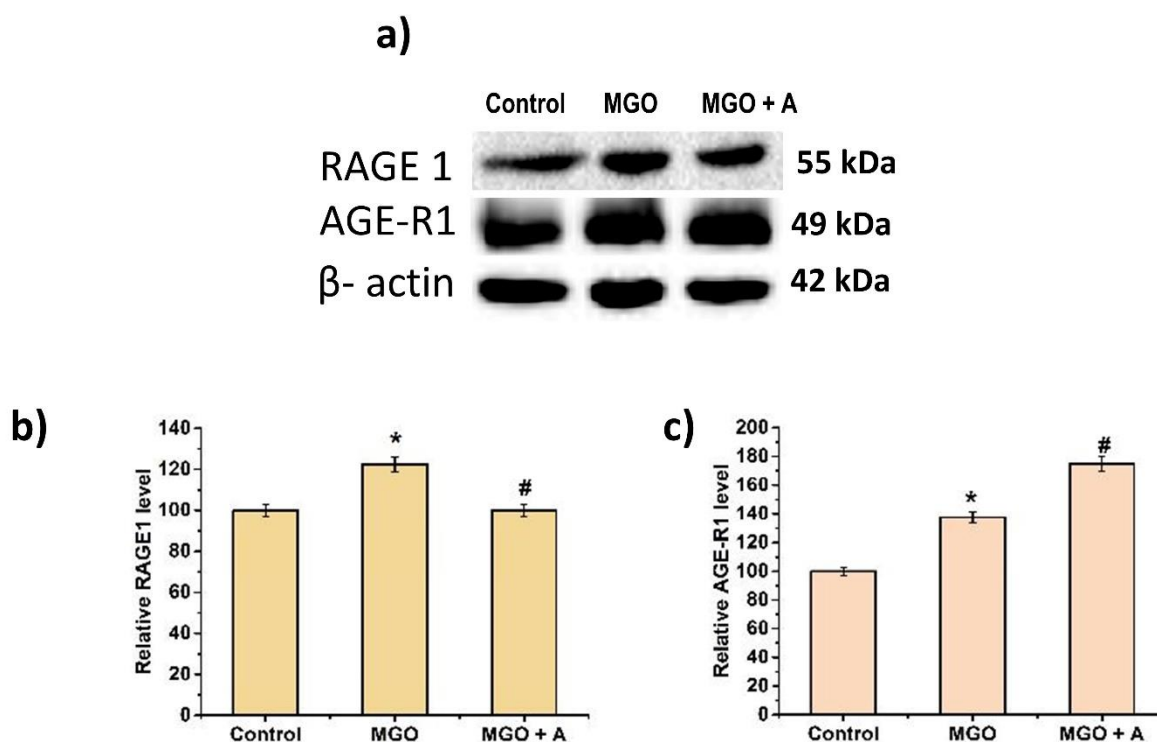 a)
Control MGO MGO + A
RAGE 1 55 kDa
AGE-R1 49 kDa
β- actin 42 kDa
b)
Relative RAGE1 level
140
120
100
80
60
40
20
0
*
#
Control MGO MGO + A
c)
Relative AGE-R1 level
200
180
160
140
120
100
80
60
40
20
0
*
#
Control MGO MGO + A